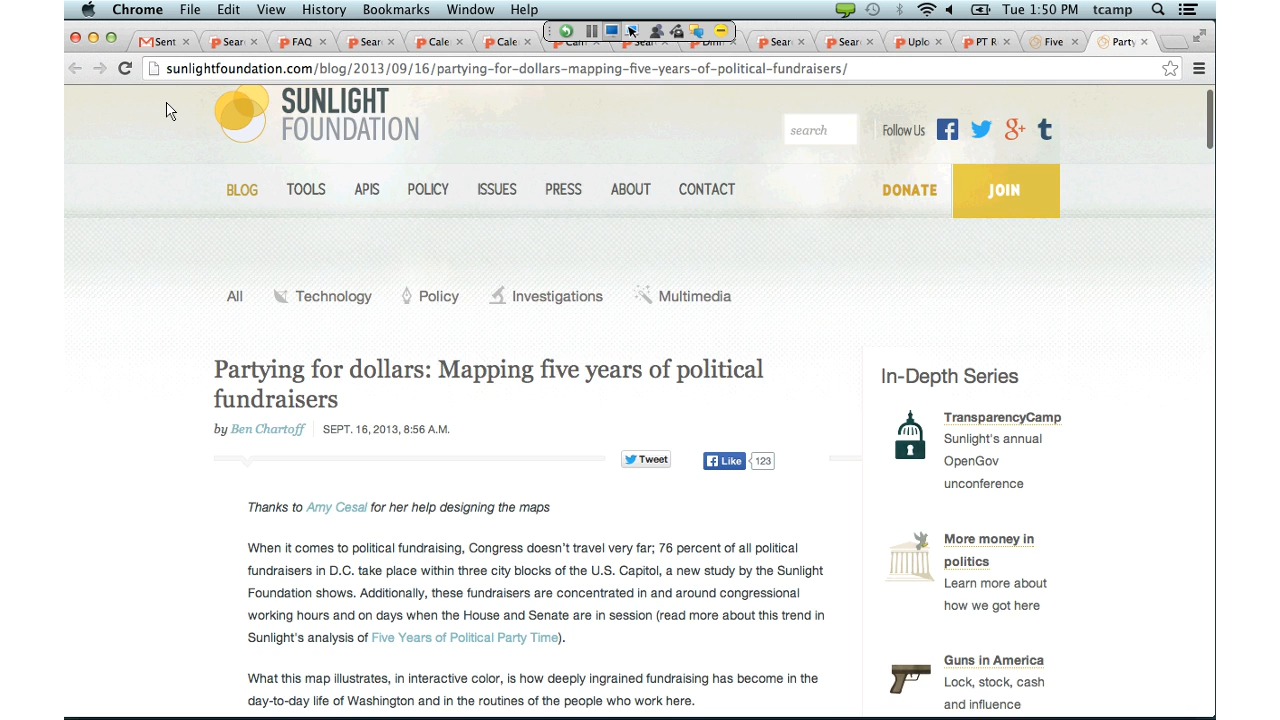 Chrome File Edit View History Bookmarks Window Help Tue 1:50 PM tcamp
Sent Sear FAQ Sear Cale Cale Sear Sear Uplo PT R Five Party
sunlightfoundation.com/blog/2013/09/16/partying-for-dollars-mapping-five-years-of-political-fundraisers/
SUNLIGHT
FOUNDATION
search
Follow Us
BLOG TOOLS APIS POLICY ISSUES PRESS ABOUT CONTACT DONATE JOIN
All Technology Policy Investigations Multimedia
Partying for dollars: Mapping five years of political
fundraisers
by Ben Chartoff SEPT. 16, 2013, 8:56 A.M.
Tweet Like 123
Thanks to Amy Cesal for her help designing the maps
When it comes to political fundraising, Congress doesn't travel very far; 76 percent of all political
fundraisers in D.C. take place within three city blocks of the U.S. Capitol, a new study by the Sunlight
Foundation shows. Additionally, these fundraisers are concentrated in and around congressional
working hours and on days when the House and Senate are in session (read more about this trend in
Sunlight's analysis of Five Years of Political Party Time).
What this map illustrates, in interactive color, is how deeply ingrained fundraising has become in the
day-to-day life of Washington and in the routines of the people who work here.
In-Depth Series
TransparencyCamp
Sunlight's annual
OpenGov
unconference
More money in
politics
Learn more about
how we got here
Guns in America
Lock, stock, cash
and influence